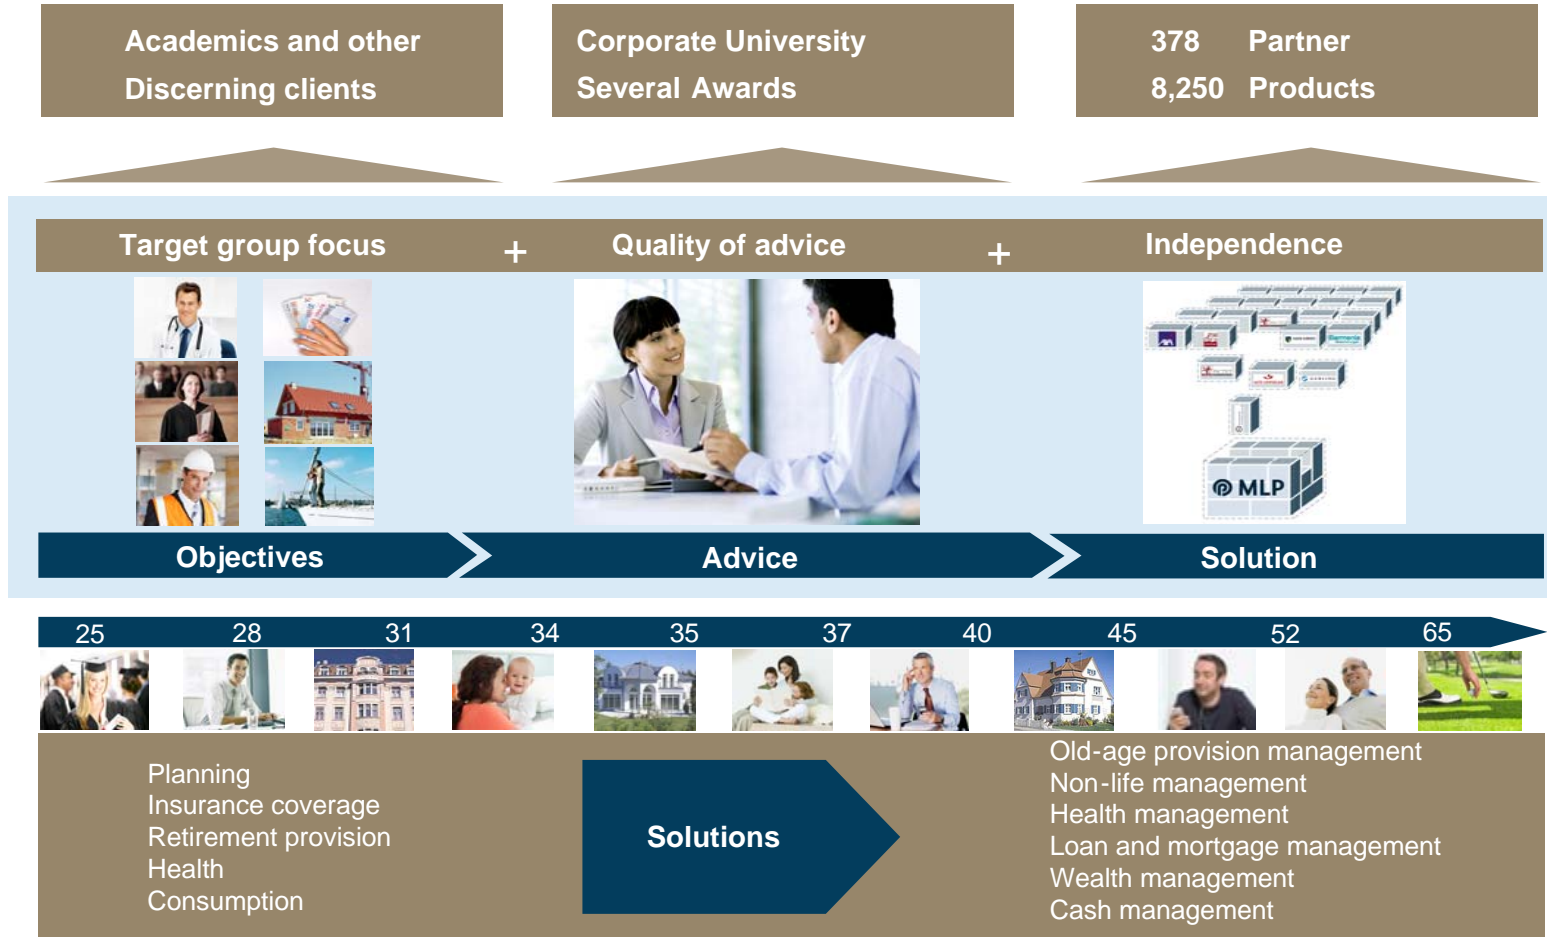 Academics and other
Discerning clients
Corporate University
Several Awards
378 Partner
8,250 Products
Target group focus + Quality of advice + Independence
AXA
MLP
Objectives Advice Solution
25 28 31 34 35 37 40 45 52 65
Planning
Insurance coverage
Retirement provision
Health
Consumption
Solutions
Old-age provision management
Non-life management
Health management
Loan and mortgage management
Wealth management
Cash management